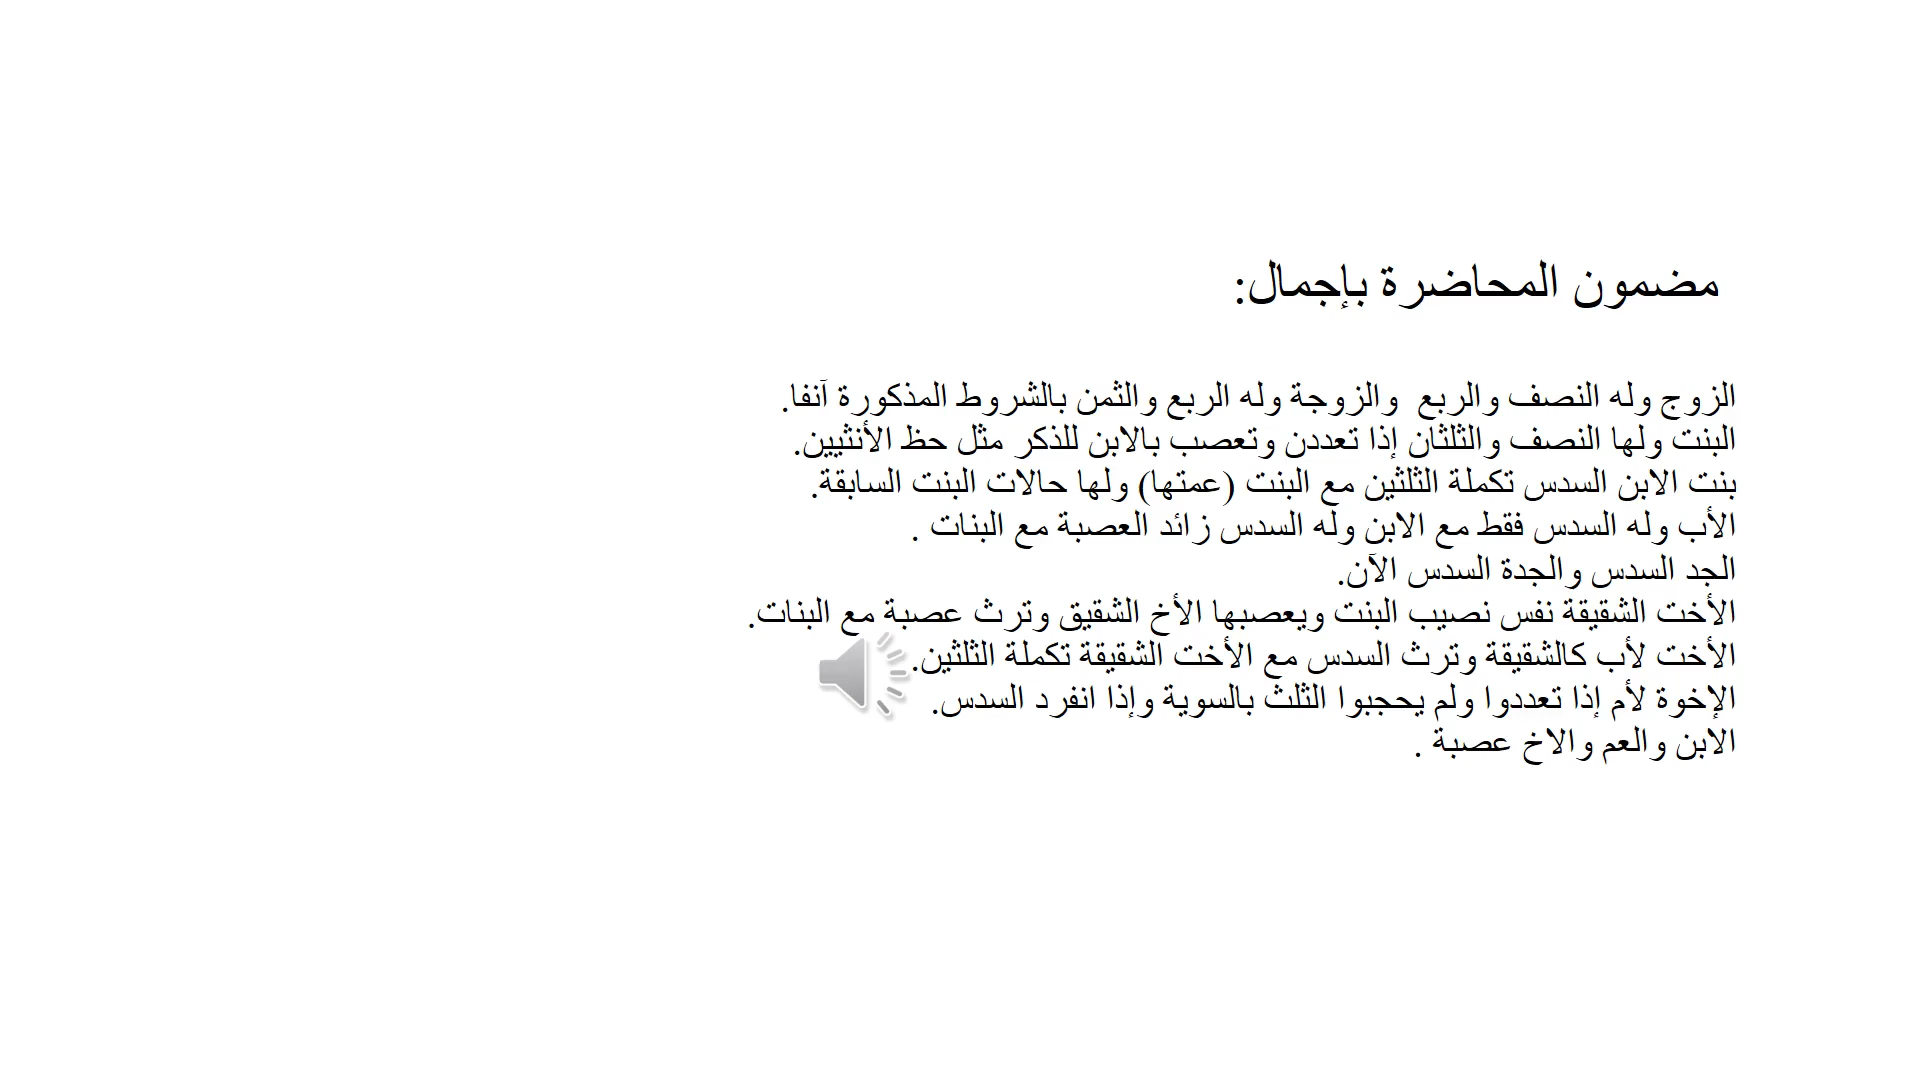 مضمون المحاضرة بإجمال:
الزوج وله النصف والربع والزوجة وله الربع والثمن بالشروط المذكورة آنفا.
البنت ولها النصف والثلثان إذا تعددن وتعصب بالابن للذكر مثل حظ الأنثيين.
بنت الابن السدس تكملة الثلثين مع البنت (عمتها) ولها حالات البنت السابقة.
الأب وله السدس فقط مع الابن وله السدس زائد العصبة مع البنات .
الجد السدس والجدة السدس الآن.
الأخت الشقيقة نفس نصيب البنت ويعصبها الأخ الشقيق وترث عصبة مع البنات.
الأخت لأب كالشقيقة وترث السدس مع الأخت الشقيقة تكملة الثلثين.
الإخوة لأم إذا تعددوا ولم يحجبوا الثلث بالسوية وإذا انفرد السدس.
الابن والعم والاخ عصبة .